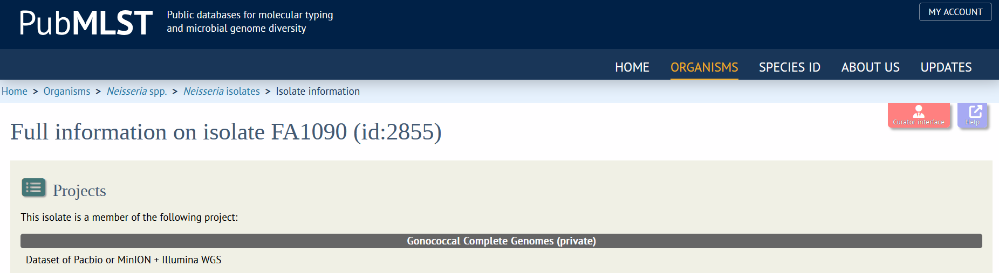 PubMLST
Public databases for molecular typing
and microbial genome diversity
MY ACCOUNT
HOME ORGANISMS SPECIES ID ABOUT US UPDATES
Home > Organisms > Neisseria spp. > Neisseria isolates > Isolate information
Curator interface
Help
Full information on isolate FA1090 (id:2855)
Projects
This isolate is a member of the following project:
Gonococcal Complete Genomes (private)
Dataset of Pacbio or MinION + Illumina WGS